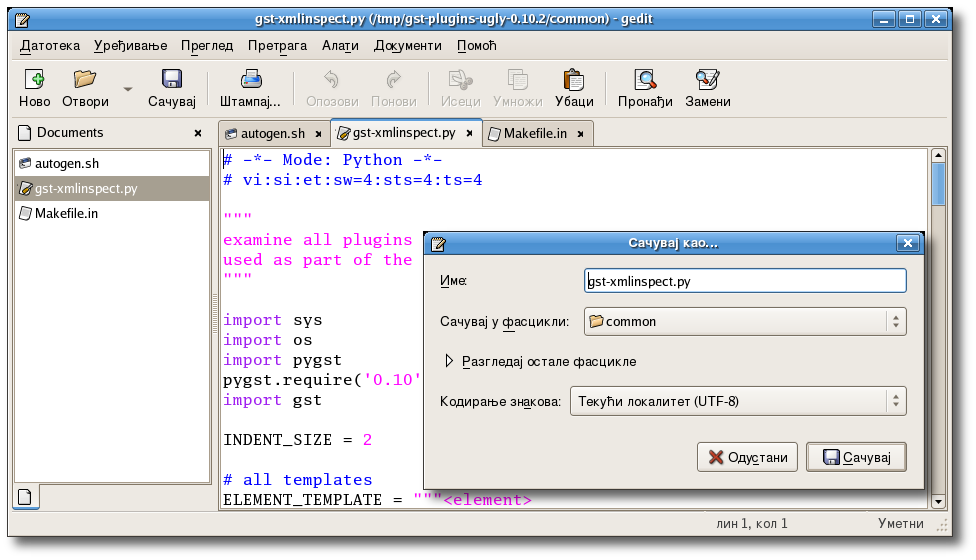 gst-xmlinspect.py (/tmp/gst-plugins-ugly-0.10.2/common) - gedit
Датотека Уређивање Преглед Претрага Алати Документи Помоћ
Ново Отвори Сачувај Штампај... Опозови Понови Исеци Умножи Убаци Пронађи Замени
Documents
autogen.sh
gst-xmlinspect.py
Makefile.in
autogen.sh gst-xmlinspect.py Makefile.in
# -*- Mode: Python -*-
# vi:si:et:sw=4:sts=4:ts=4
"""
examine all plugins
used as part of the
"""
import sys
import os
import pygst
pygst.require('0.10'
import gst
INDENT_SIZE = 2
# all templates
ELEMENT_TEMPLATE = """<element>
Сачувај као...
Име: gst-xmlinspect.py
Сачувај у фасцикли: common
Разгледај остале фасцикле
Кодирање знакова: Текући локалитет (UTF-8)
Одустани Сачувај
лин 1, кол 1 Уметни